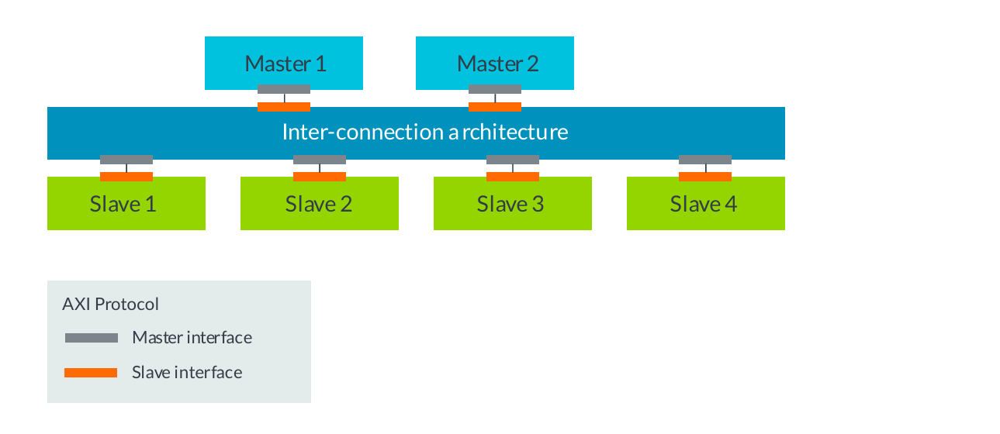 Master 1
Master 2
Inter-connection architecture
Slave 1
Slave 2
Slave 3
Slave 4
AXI Protocol
Master interface
Slave interface